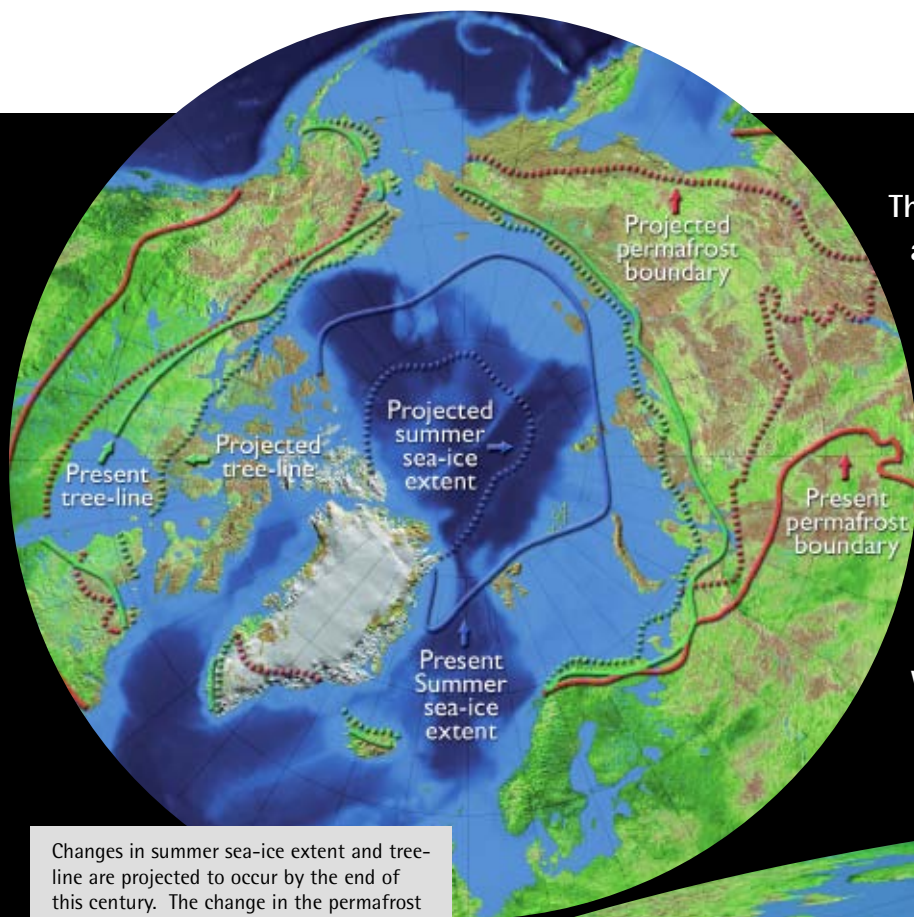 Projected
permafrost
boundary
Projected
summer
sea-ice
extent
Projected
tree-line
Present
tree-line
Present
permafrost
boundary
Present
Summer
sea-ice
extent
Changes in summer sea-ice extent and tree-
line are projected to occur by the end of
this century. The change in the permafrost